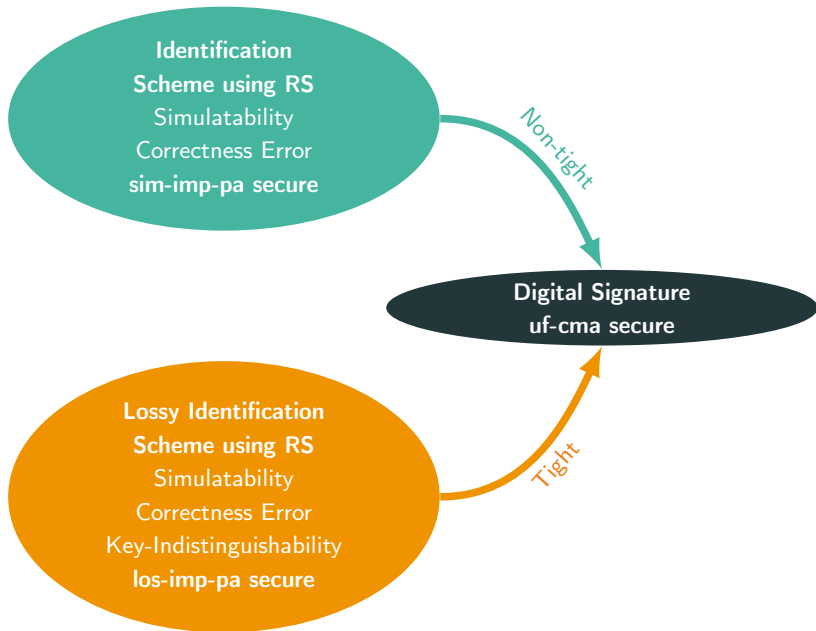 Identification
Scheme using RS
Simulatability
Correctness Error
sim-imp-pa secure
Non-tight
Digital Signature
uf-cma secure
Lossy Identification
Scheme using RS
Simulatability
Correctness Error
Key-Indistinguishability
los-imp-pa secure
Tight